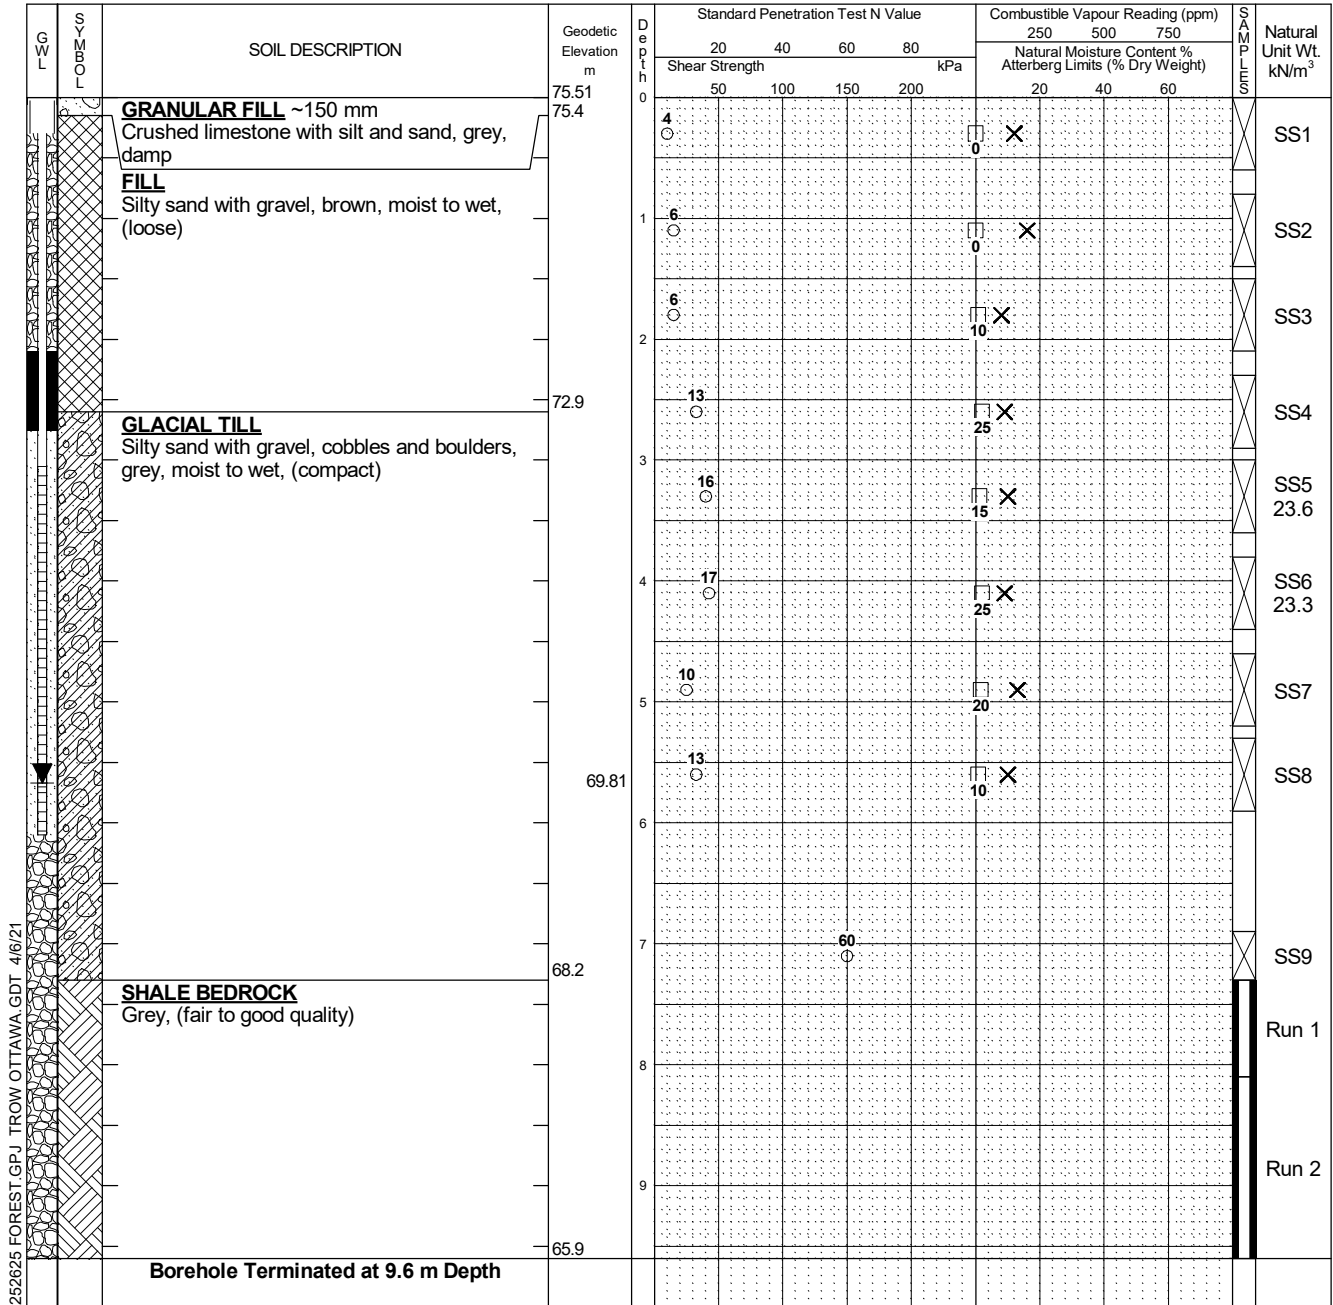 GWL
SYMBOL
SOIL DESCRIPTION
Geodetic
Elevation
m
Depth
Standard Penetration Test N Value
20 40 60 80
Shear Strength kPa
50 100 150 200
Combustible Vapour Reading (ppm)
250 500 750
Natural Moisture Content %
Atterberg Limits (% Dry Weight)
20 40 60
SAMPLES
Natural
Unit Wt.
kN/m³
75.51
0
GRANULAR FILL ~150 mm
75.4
Crushed limestone with silt and sand, grey,
damp
4
0
SS1
FILL
Silty sand with gravel, brown, moist to wet,
(loose)
1
6
0
SS2
6
10
SS3
2
72.9
13
25
SS4
GLACIAL TILL
Silty sand with gravel, cobbles and boulders,
grey, moist to wet, (compact)
3
16
15
SS5
23.6
4
17
25
SS6
23.3
10
20
SS7
5
13
10
SS8
69.81
6
7
60
SS9
68.2
SHALE BEDROCK
Grey, (fair to good quality)
Run 1
8
Run 2
9
65.9
Borehole Terminated at 9.6 m Depth
252625 FOREST.GPJ TROW OTTAWA.GDT 4/6/21